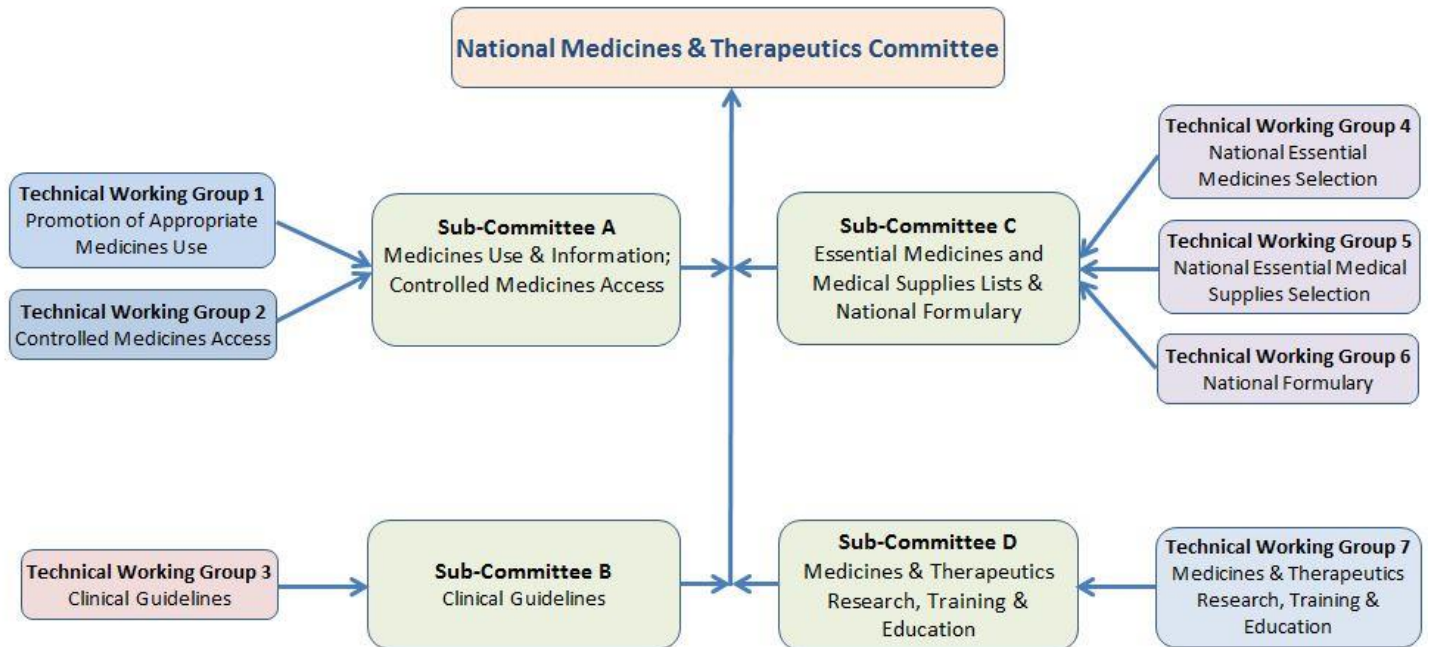 National Medicines & Therapeutics Committee
Technical Working Group 1
Promotion of Appropriate
Medicines Use
Technical Working Group 2
Controlled Medicines Access
Sub-Committee A
Medicines Use & Information;
Controlled Medicines Access
Sub-Committee C
Essential Medicines and
Medical Supplies Lists &
National Formulary
Technical Working Group 4
National Essential
Medicines Selection
Technical Working Group 5
National Essential Medical
Supplies Selection
Technical Working Group 6
National Formulary
Technical Working Group 3
Clinical Guidelines
Sub-Committee B
Clinical Guidelines
Sub-Committee D
Medicines & Therapeutics
Research, Training &
Education
Technical Working Group 7
Medicines & Therapeutics
Research, Training &
Education